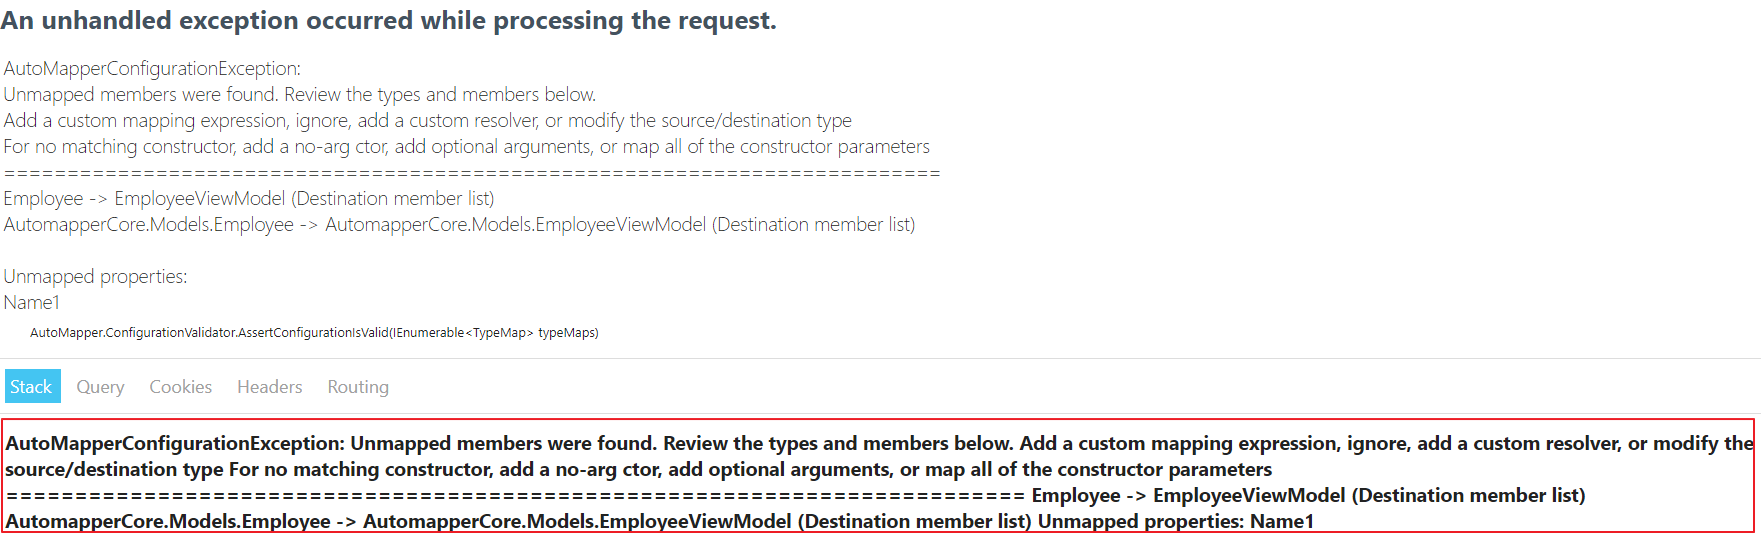 An unhandled exception occurred while processing the request.
AutoMapperConfigurationException:
Unmapped members were found. Review the types and members below.
Add a custom mapping expression, ignore, add a custom resolver, or modify the source/destination type
For no matching constructor, add a no-arg ctor, add optional arguments, or map all of the constructor parameters
=========================================================================
Employee -> EmployeeViewModel (Destination member list)
AutomapperCore.Models.Employee -> AutomapperCore.Models.EmployeeViewModel (Destination member list)
Unmapped properties:
Name1
AutoMapper.ConfigurationValidator.AssertConfigurationIsValid(IEnumerable<TypeMap> typeMaps)
Stack Query Cookies Headers Routing
AutoMapperConfigurationException: Unmapped members were found. Review the types and members below. Add a custom mapping expression, ignore, add a custom resolver, or modify the
source/destination type For no matching constructor, add a no-arg ctor, add optional arguments, or map all of the constructor parameters
========================================================================= Employee -> EmployeeViewModel (Destination member list)
AutomapperCore.Models.Employee -> AutomapperCore.Models.EmployeeViewModel (Destination member list) Unmapped properties: Name1